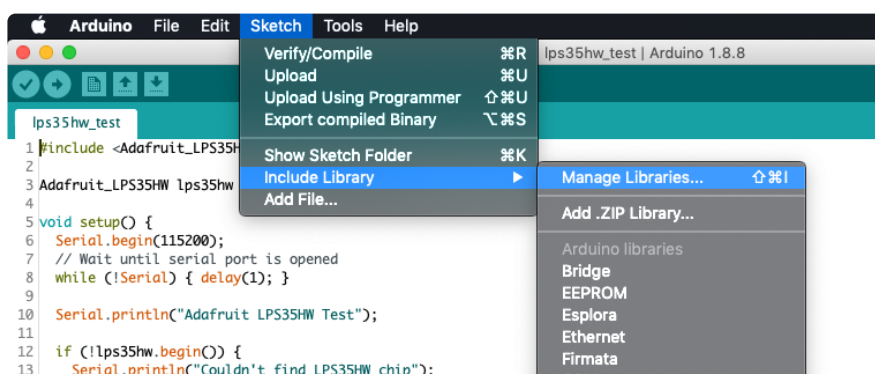 Arduino File Edit Sketch Tools Help
lps35hw_test | Arduino 1.8.8
Verify/Compile ⌘R
Upload ⌘U
Upload Using Programmer ⇧⌘U
Export compiled Binary ⌥⌘S
Show Sketch Folder ⌘K
Include Library ▶
Add File...
Manage Libraries... ⇧⌘I
Add .ZIP Library...
Arduino libraries
Bridge
EEPROM
Esplora
Ethernet
Firmata
lps35hw_test
1 #include <Adafruit_LPS35H
2
3 Adafruit_LPS35HW lps35hw
4
5 void setup() {
6 Serial.begin(115200);
7 // Wait until serial port is opened
8 while (!Serial) { delay(1); }
9
10 Serial.println("Adafruit LPS35HW Test");
11
12 if (!lps35hw.begin()) {
13 Serial.println("Couldn't find LPS35HW chip");